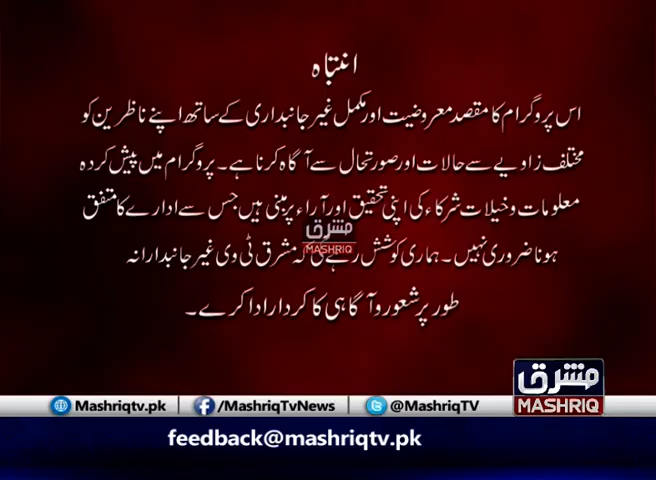 انتباہ
اس پروگرام کا مقصد معروضیت اور مکمل غیر جانبداری کے ساتھ اپنے ناظرین کو
مختلف زاویے سے حالات اور صورتحال سے آگاہ کرنا ہے۔ پروگرام میں پیش کردہ
معلومات و خیلات شرکاء کی اپنی تحقیق اور آراء پر مبنی ہیں جس سے ادارے کا متفق
مشرق
MASHRIQ
ہونا ضروری نہیں۔ ہماری کوشش رہے گی کہ مشرق ٹی وی غیر جانبدارانہ
طور پر شعور و آگاہی کا کردار ادا کرے۔
مشرق
MASHRIQ
Mashriqtv.pk /MashriqTvNews @MashriqTV
feedback@mashriqtv.pk